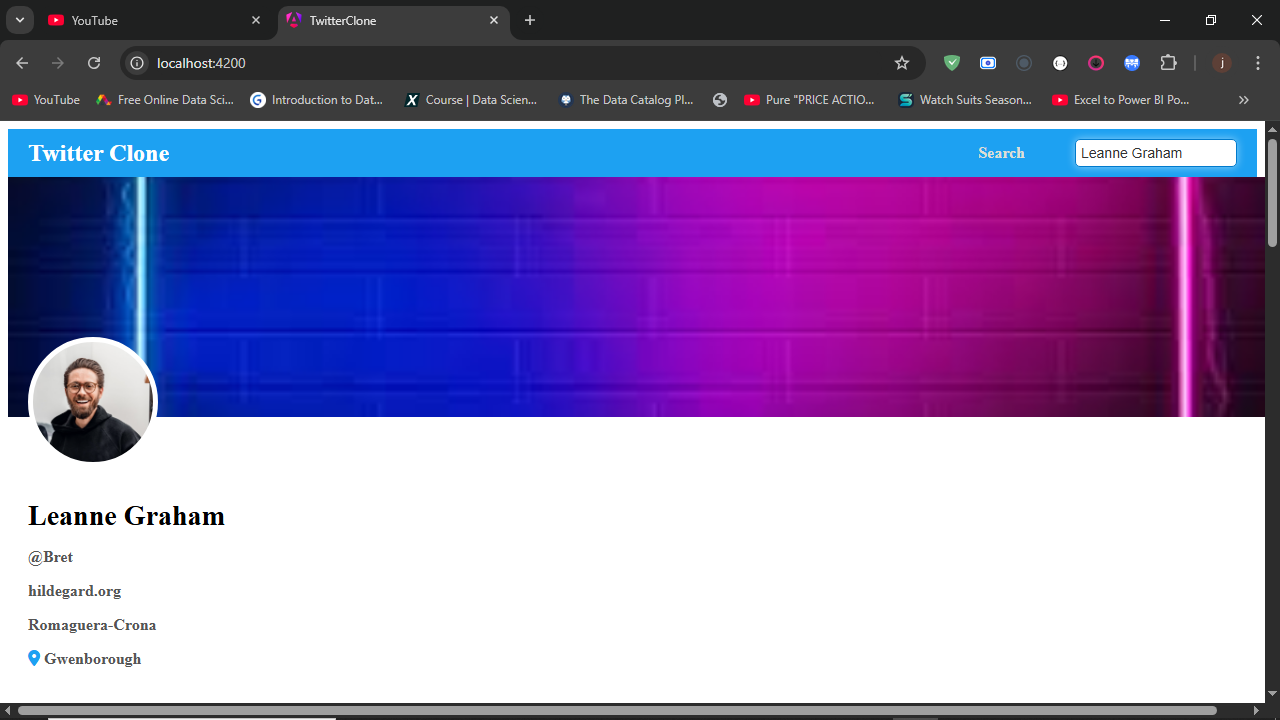 YouTube
TwitterClone
localhost:4200
j
YouTube
Free Online Data Sci...
Introduction to Dat...
Course | Data Scien...
The Data Catalog Pl...
Pure "PRICE ACTIO...
Watch Suits Season...
Excel to Power BI Po...
Twitter Clone
Search
Leanne Graham
Leanne Graham
@Bret
hildegard.org
Romaguera-Crona
Gwenborough